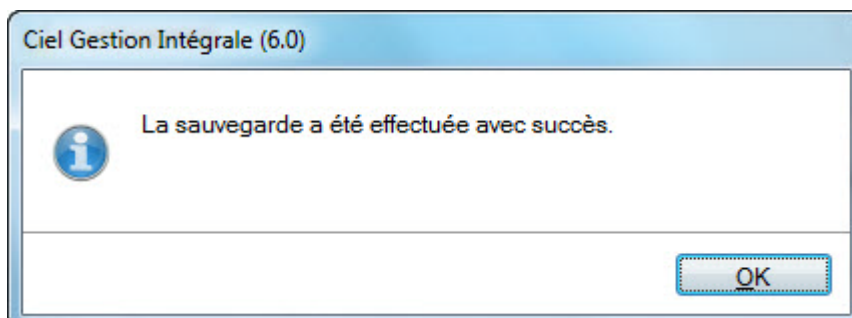 Ciel Gestion Intégrale (6.0)
La sauvegarde a été effectuée avec succès.
OK